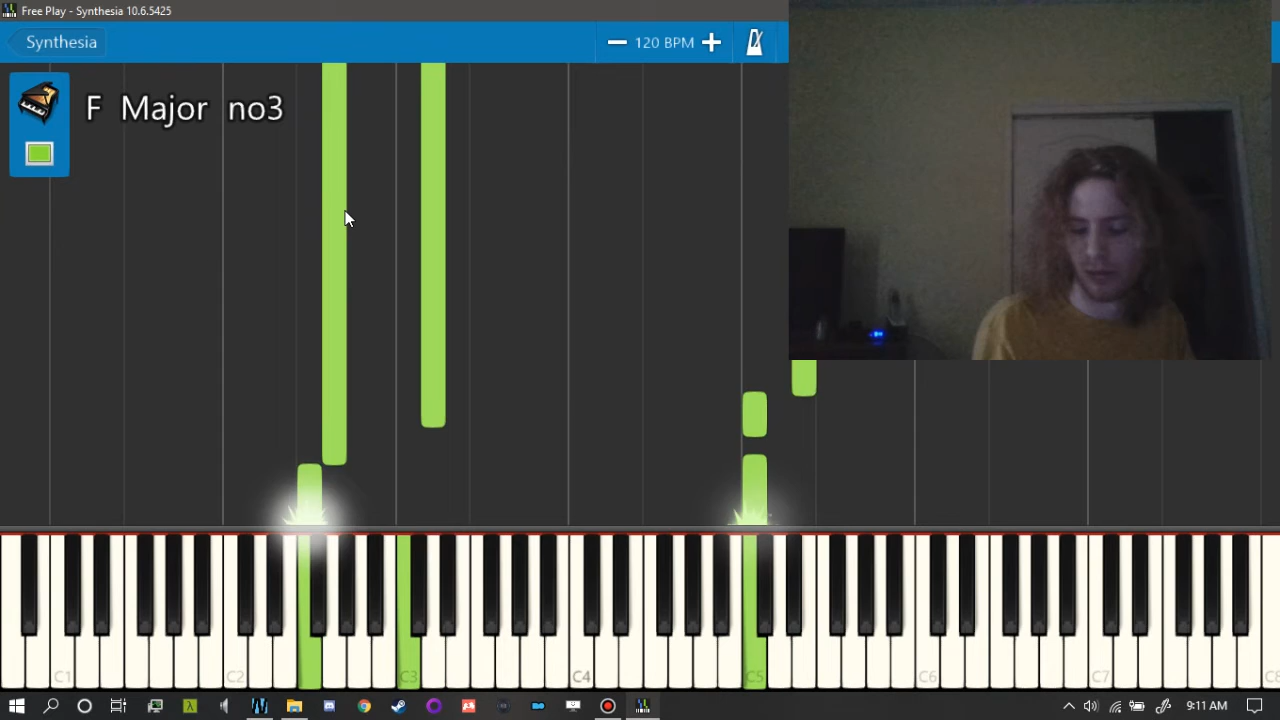 Free Play - Synthesia 10.6.5425
Synthesia
120 BPM
F Major no3
C1
C2
C3
C4
C5
C6
C7
C8
9:11 AM